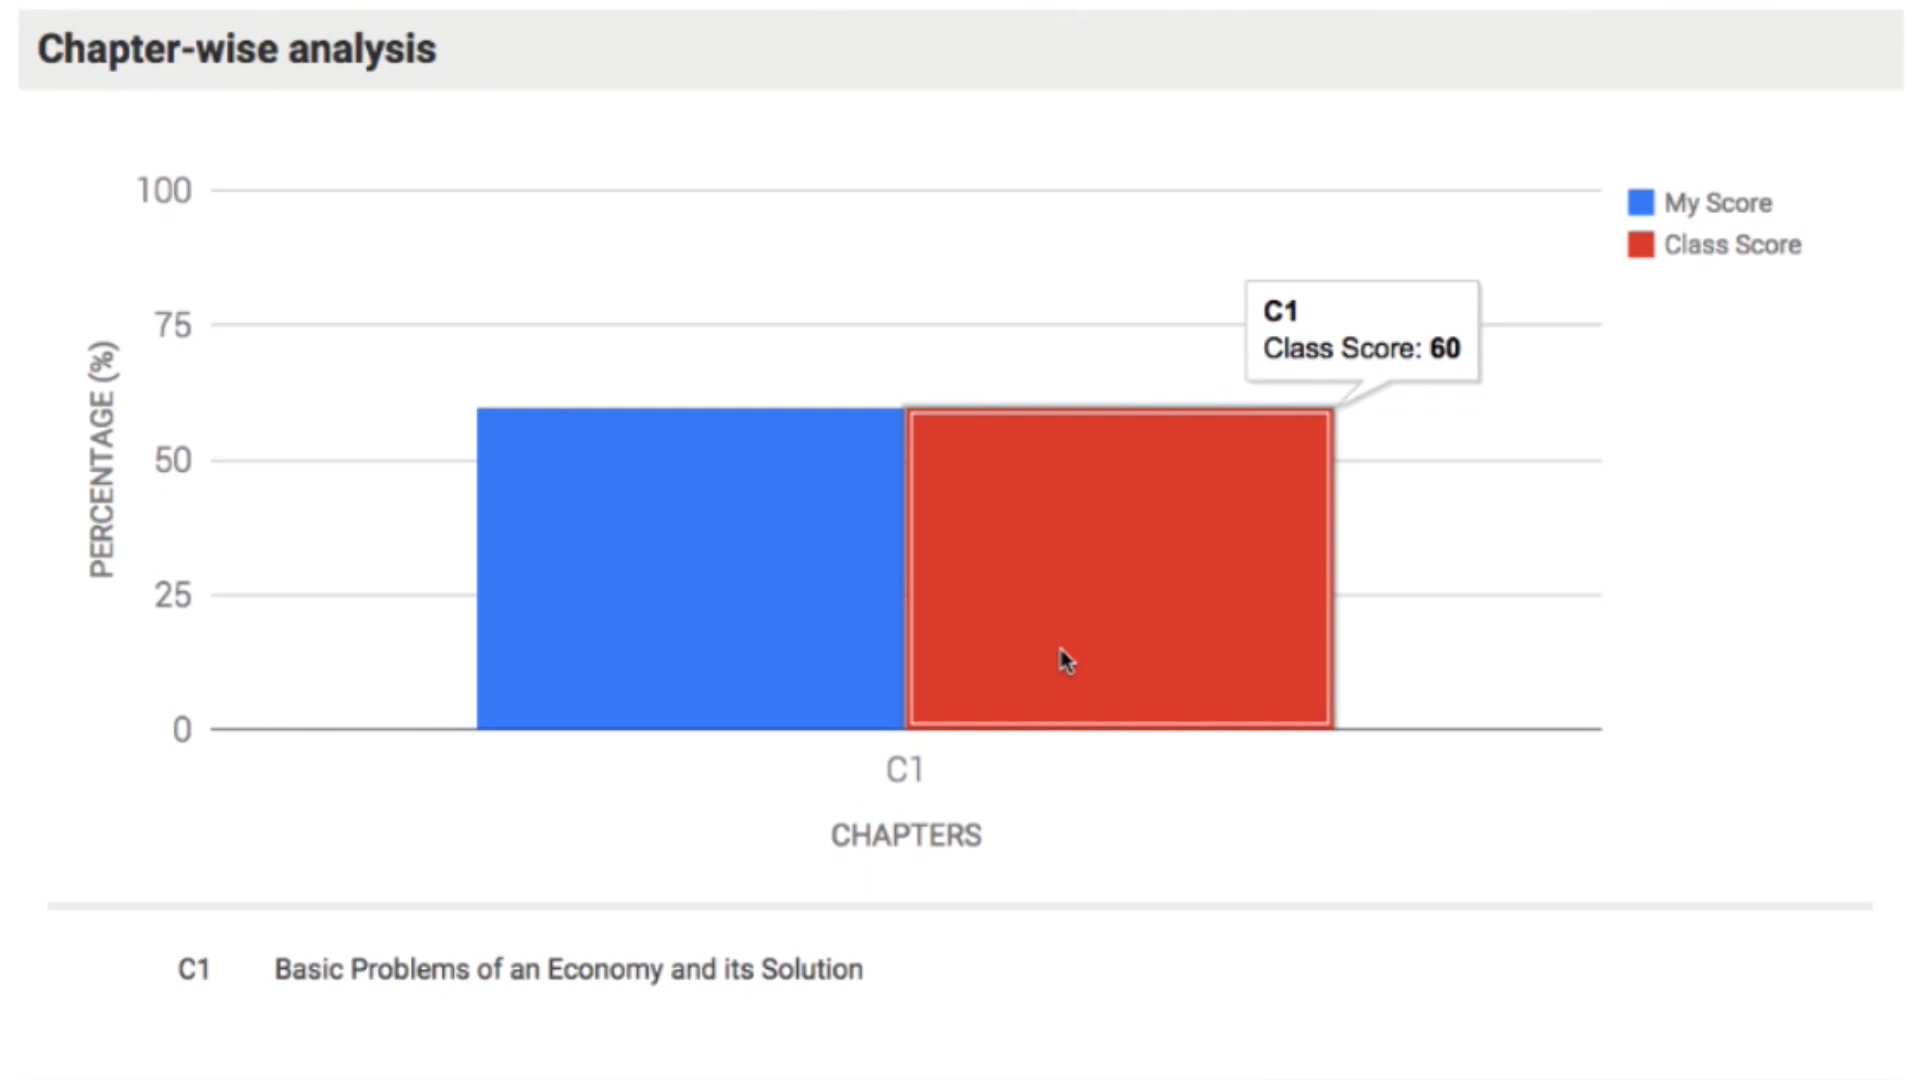 Chapter-wise analysis
100
75
50
25
0
PERCENTAGE (%)
My Score
Class Score
C1
Class Score: 60
C1
CHAPTERS
C1 Basic Problems of an Economy and its Solution